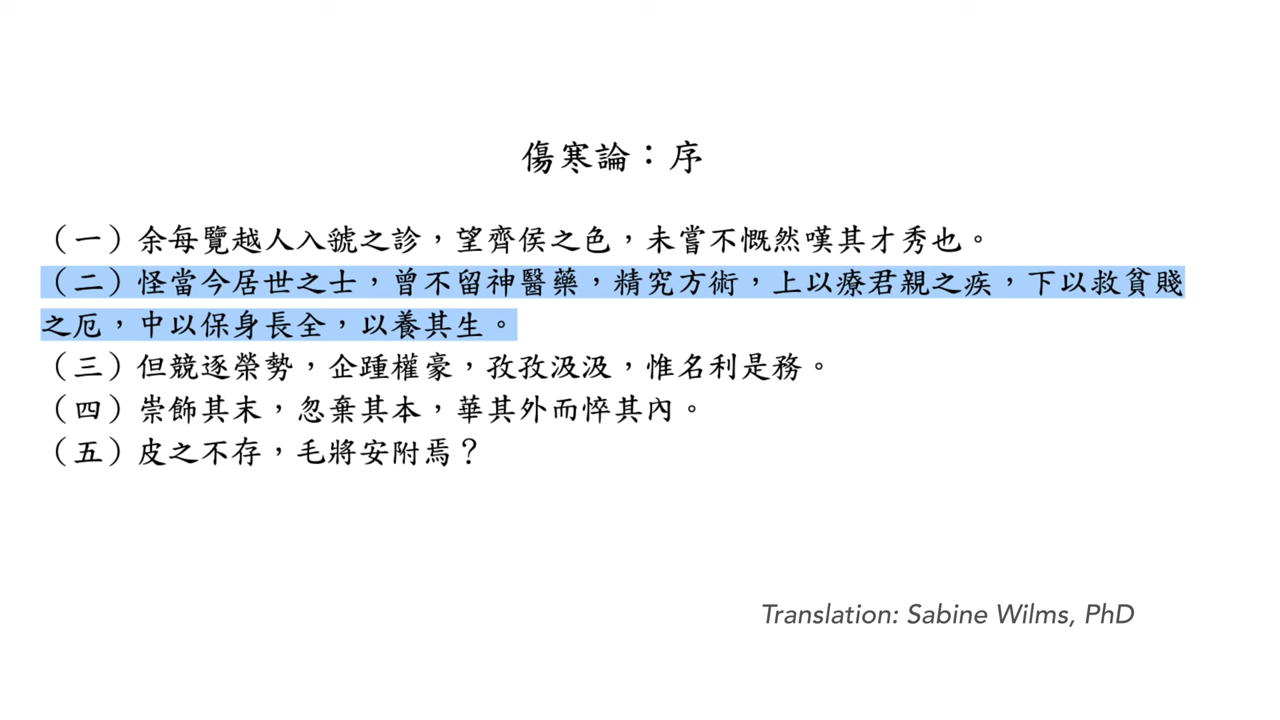 傷寒論：序
（一）余每覽越人入虢之診，望齊侯之色，未嘗不慨然嘆其才秀也。
（二）怪當今居世之士，曾不留神醫藥，精究方術，上以療君親之疾，下以救貧賤
之厄，中以保身長全，以養其生。
（三）但競逐榮勢，企踵權豪，孜孜汲汲，惟名利是務。
（四）崇飾其末，忽棄其本，華其外而悴其內。
（五）皮之不存，毛將安附焉？
Translation: Sabine Wilms, PhD